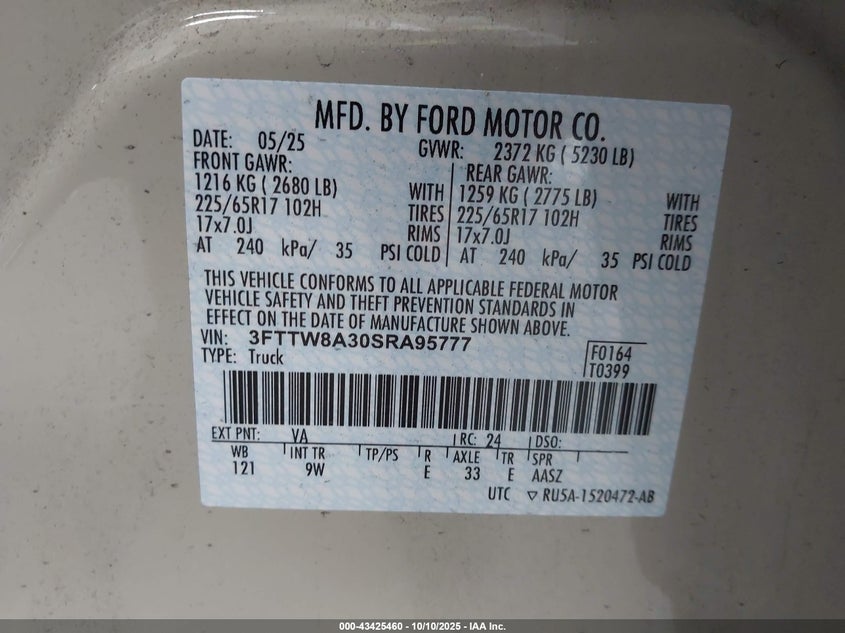 MFD. BY FORD MOTOR CO.
DATE: 05/25 GVWR: 2372 KG ( 5230 LB)
FRONT GAWR: REAR GAWR:
1216 KG ( 2680 LB) WITH 1259 KG ( 2775 LB) WITH
225/65R17 102H TIRES 225/65R17 102H TIRES
17x7.0J RIMS 17x7.0J RIMS
AT 240 kPa/ 35 PSI COLD AT 240 kPa/ 35 PSI COLD
THIS VEHICLE CONFORMS TO ALL APPLICABLE FEDERAL MOTOR
VEHICLE SAFETY AND THEFT PREVENTION STANDARDS IN
EFFECT ON THE DATE OF MANUFACTURE SHOWN ABOVE.
VIN: 3FTTW8A30SRA95777
TYPE: Truck
F0164
T0399
EXT PNT: VA RC: 24 DSO:
WB INT TR TP/PS R AXLE TR SPR
121 9W E 33 E AASZ
UTC ▽ RU5A-1520472-AB
000-43425460 - 10/10/2025 - IAA Inc.